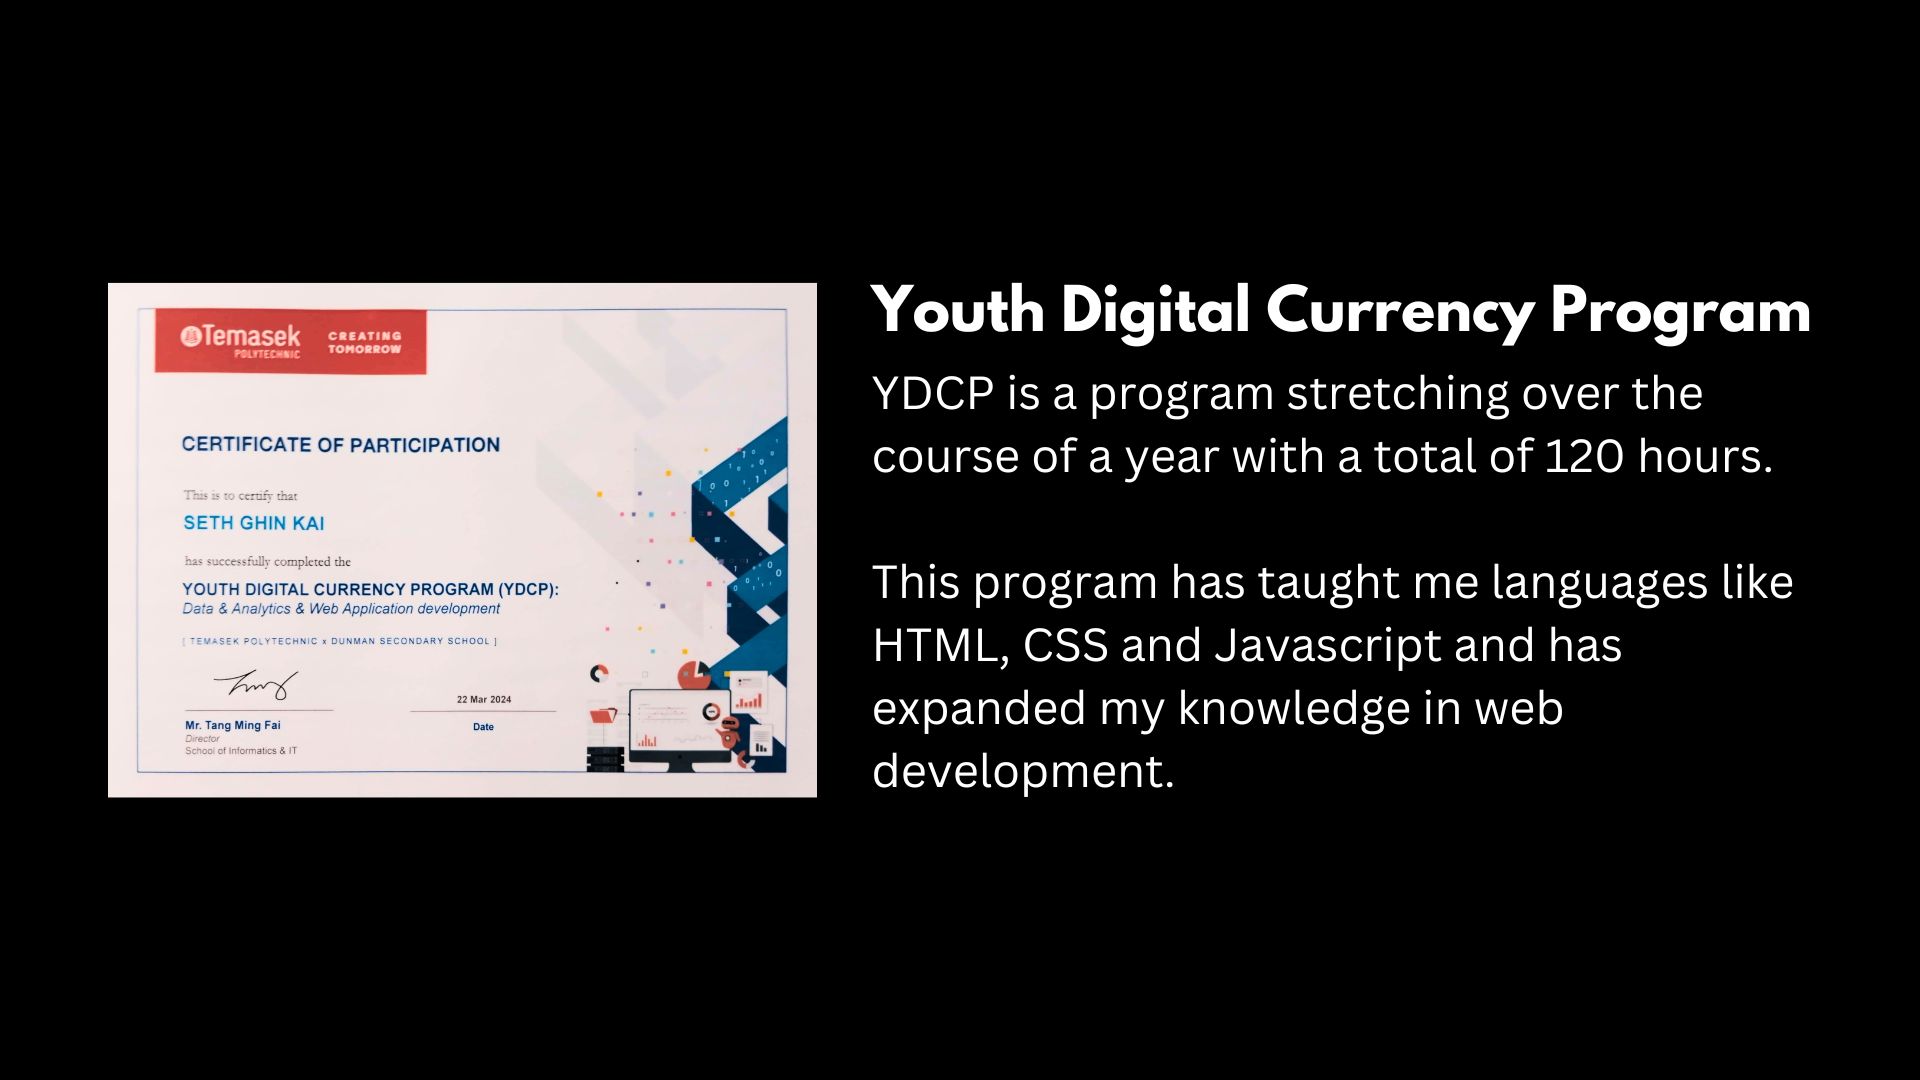 Temasek
POLYTECHNIC
CREATING
TOMORROW
CERTIFICATE OF PARTICIPATION
This is to certify that
SETH GHIN KAI
has successfully completed the
YOUTH DIGITAL CURRENCY PROGRAM (YDCP):
Data & Analytics & Web Application development
[ TEMASEK POLYTECHNIC x DUNMAN SECONDARY SCHOOL ]
22 Mar 2024
Mr. Tang Ming Fai
Date
Director
School of Informatics & IT
Youth Digital Currency Program
YDCP is a program stretching over the
course of a year with a total of 120 hours.
This program has taught me languages like
HTML, CSS and Javascript and has
expanded my knowledge in web
development.